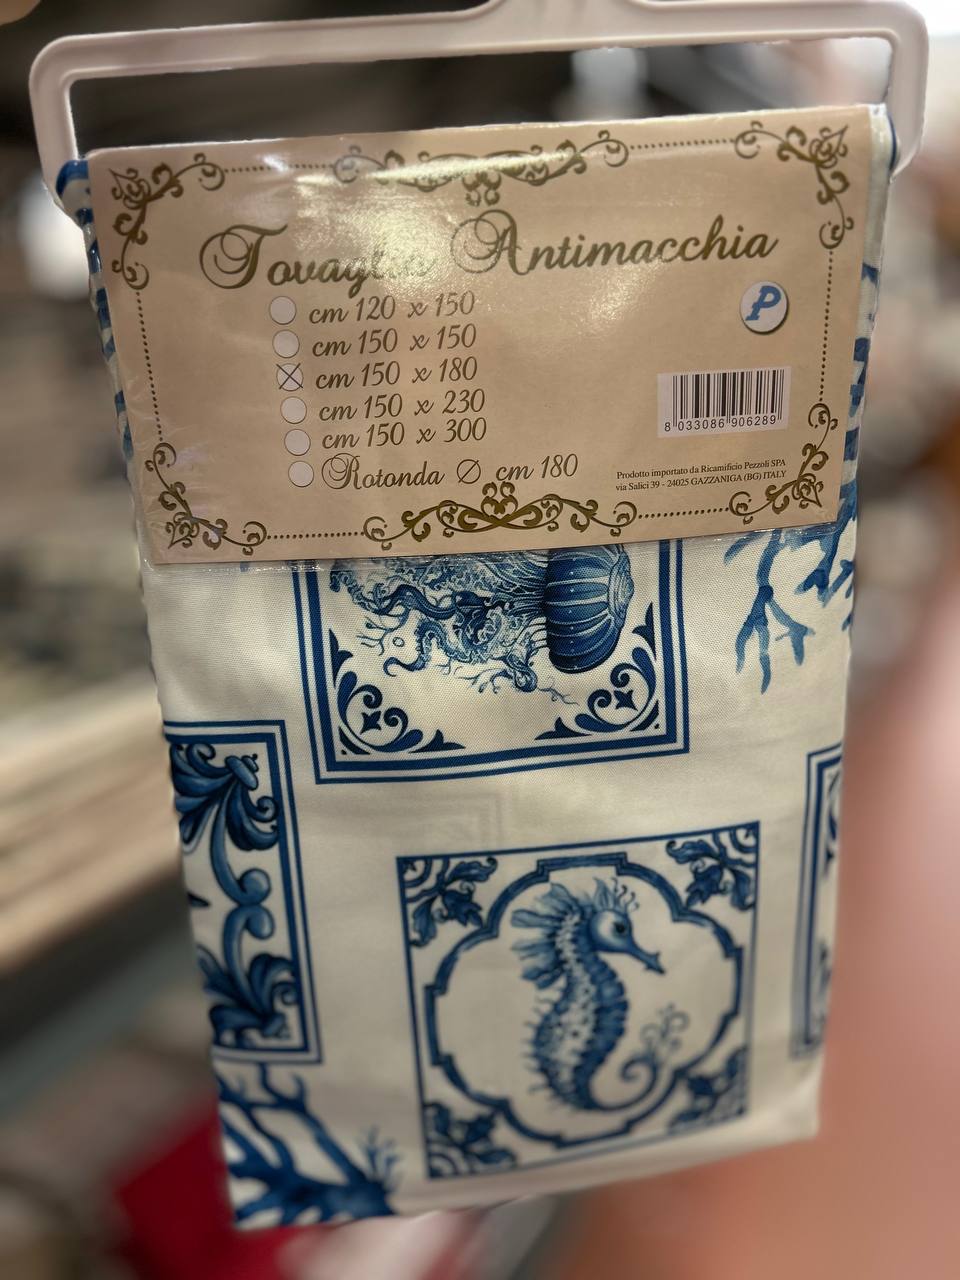 Tovaglia Antimacchia
cm 120 x 150
cm 150 x 150
cm 150 x 180
cm 150 x 230
cm 150 x 300
Rotonda Ø cm 180
P
8 033086 906289
Prodotto importato da Ricamificio Pezzoli SPA
via Salici 39 - 24025 GAZZANIGA (BG) ITALY